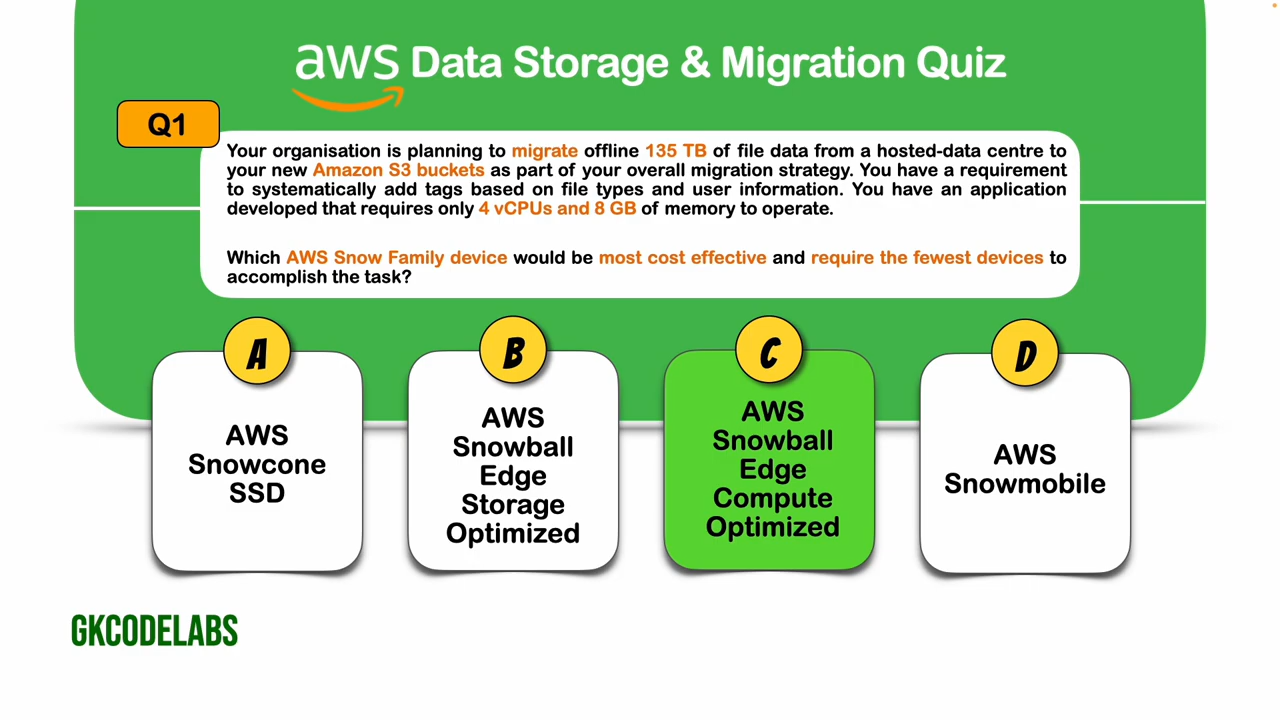 aws Data Storage & Migration Quiz
Q1
Your organisation is planning to migrate offline 135 TB of file data from a hosted-data centre to
your new Amazon S3 buckets as part of your overall migration strategy. You have a requirement
to systematically add tags based on file types and user information. You have an application
developed that requires only 4 vCPUs and 8 GB of memory to operate.
Which AWS Snow Family device would be most cost effective and require the fewest devices to
accomplish the task?
A
AWS
Snowcone
SSD
B
AWS
Snowball
Edge
Storage
Optimized
C
AWS
Snowball
Edge
Compute
Optimized
D
AWS
Snowmobile
GKCODELABS